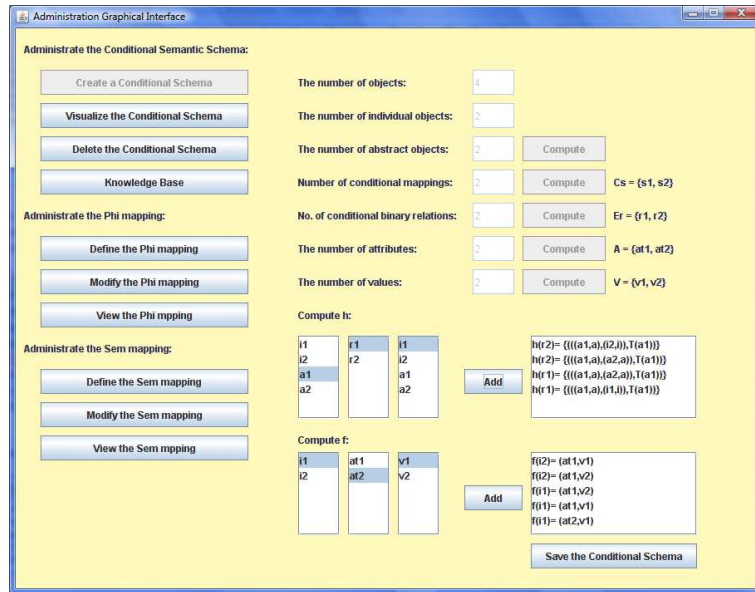 Administration Graphical Interface
Administrate the Conditional Semantic Schema:
Create a Conditional Schema
Visualize the Conditional Schema
Delete the Conditional Schema
Knowledge Base
Administrate the Phi mapping:
Define the Phi mapping
Modify the Phi mapping
View the Phi mpping
Administrate the Sem mapping:
Define the Sem mapping
Modify the Sem mapping
View the Sem mpping
The number of objects: 4
The number of individual objects: 2
The number of abstract objects: 2 Compute
Number of conditional mappings: 2 Compute Cs = {s1, s2}
No. of conditional binary relations: 2 Compute Er = {r1, r2}
The number of attributes: 2 Compute A = {at1, at2}
The number of values: 2 Compute V = {v1, v2}
Compute h:
i1
i2
a1
a2
r1
r2
i1
i2
a1
a2
Add
h(r2)= {(((a1,a),(i2,i)),T(a1))}
h(r2)= {(((a1,a),(a2,a)),T(a1))}
h(r1)= {(((a1,a),(a2,a)),T(a1))}
h(r1)= {(((a1,a),(i1,i)),T(a1))}
Compute f:
i1
i2
at1
at2
v1
v2
Add
f(i2)= (at1,v1)
f(i2)= (at1,v2)
f(i1)= (at1,v2)
f(i1)= (at1,v1)
f(i1)= (at2,v1)
Save the Conditional Schema